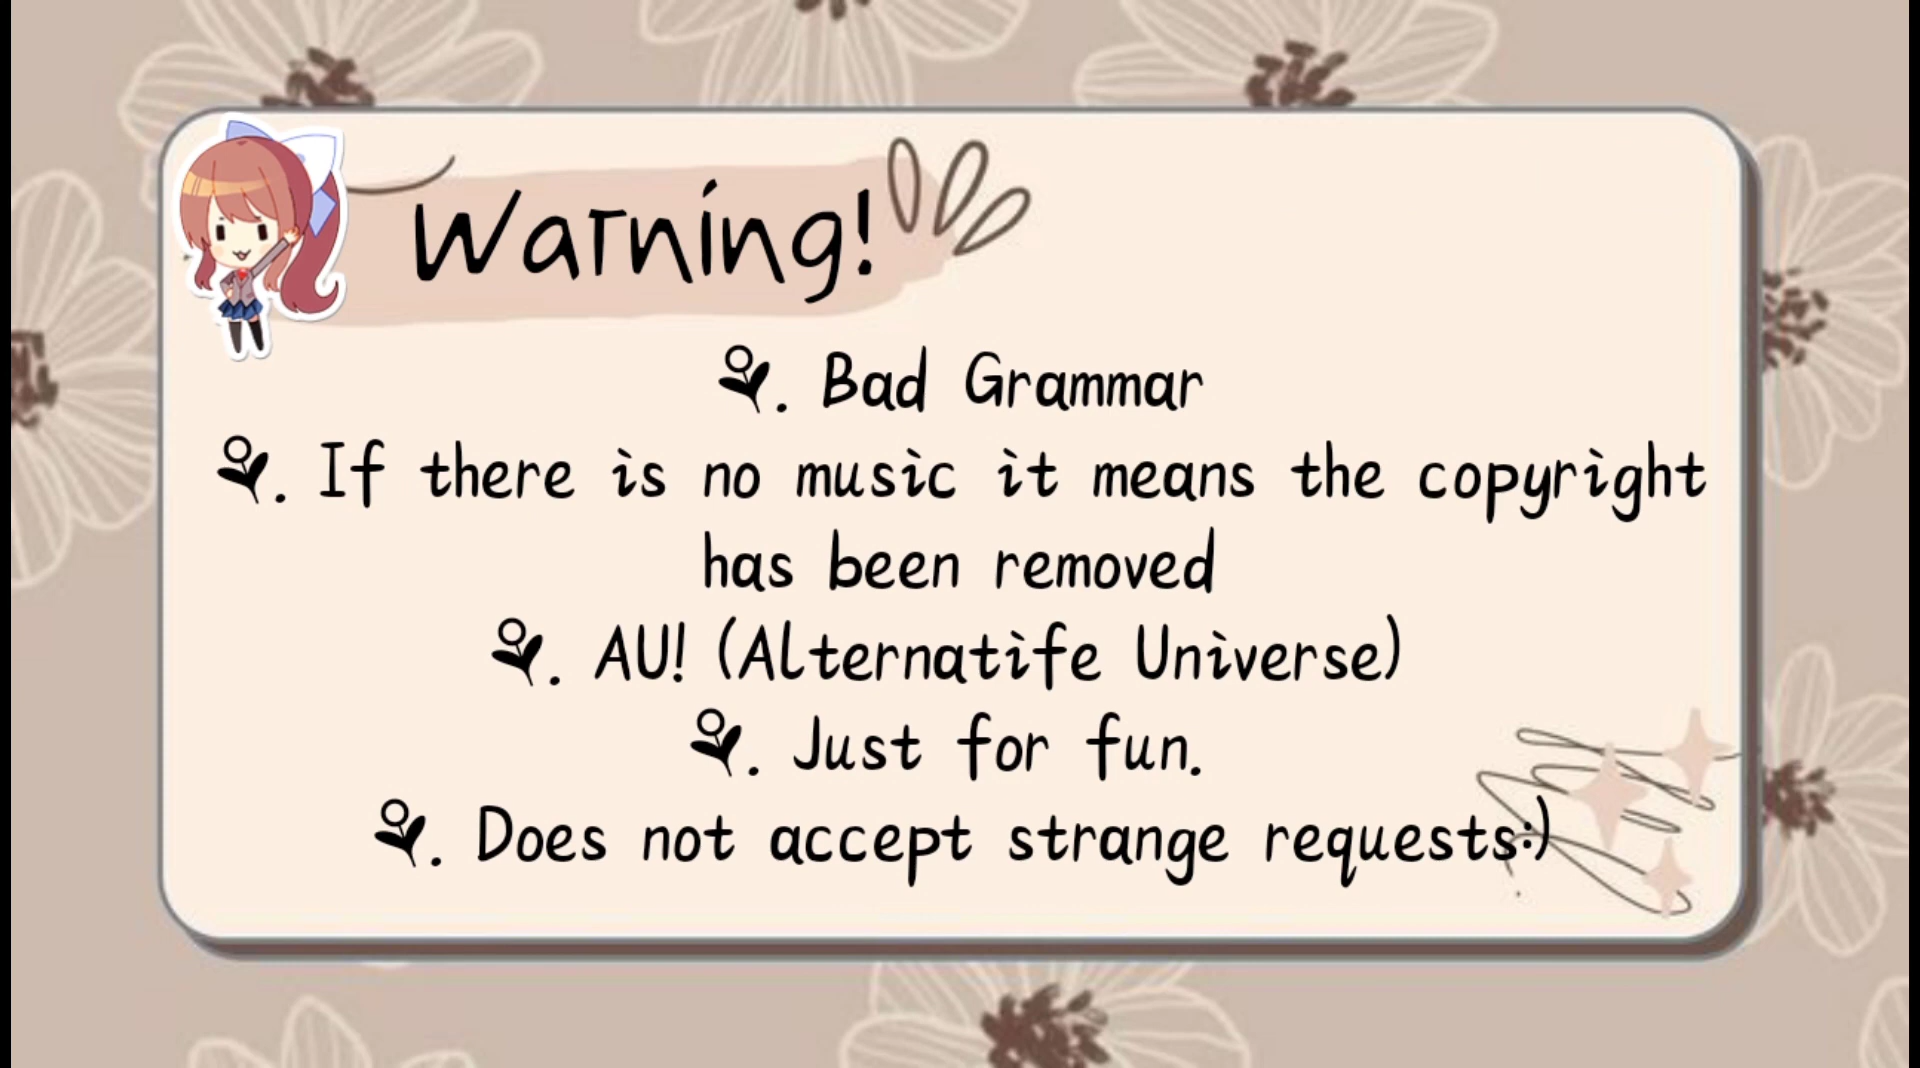 Warning!
. Bad Grammar
. If there is no music it means the copyright
has been removed
. AU! (Alternatife Universe)
. Just for fun.
. Does not accept strange requests:)